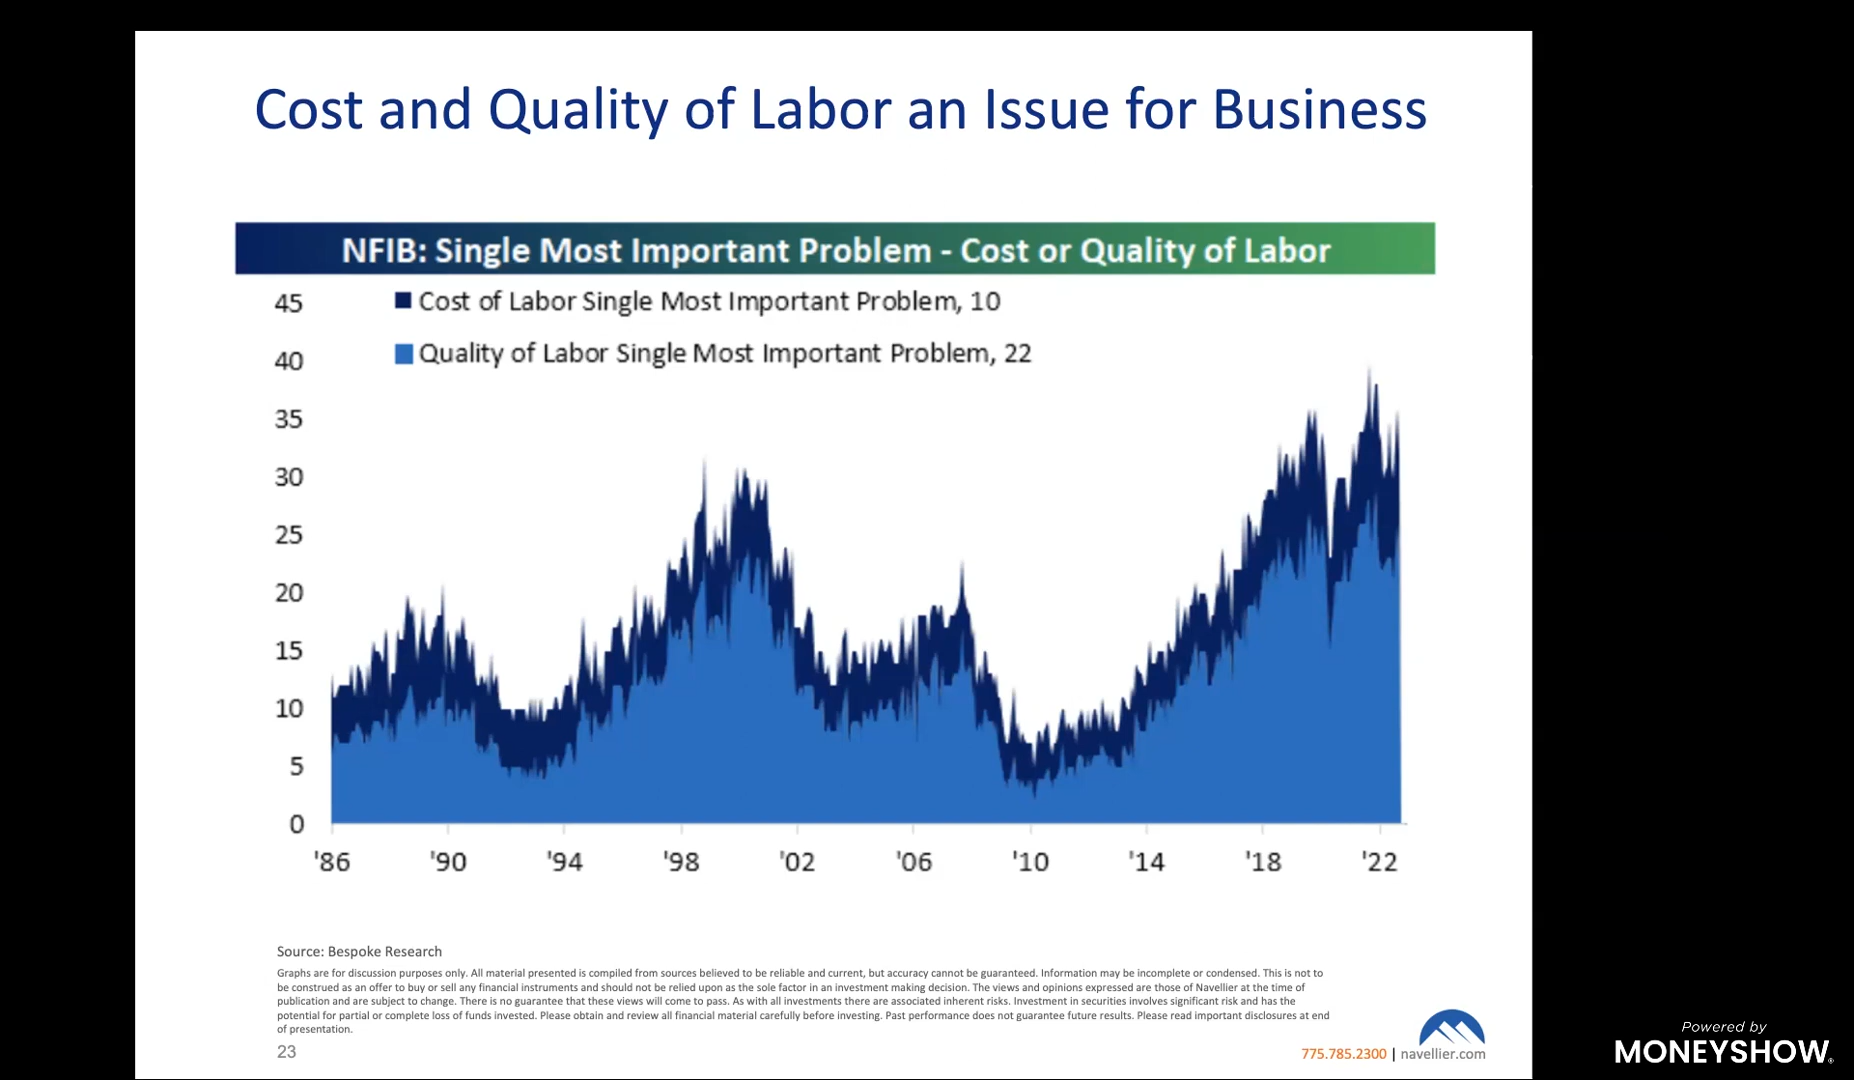 Cost and Quality of Labor an Issue for Business
NFIB: Single Most Important Problem - Cost or Quality of Labor
45
Cost of Labor Single Most Important Problem, 10
40
Quality of Labor Single Most Important Problem, 22
35
30
25
20
15
10
5
0
'86 '90 '94 '98 '02 '06 '10 '14 '18 '22
Source: Bespoke Research
Graphs are for discussion purposes only. All material presented is compiled from sources believed to be reliable and current, but accuracy cannot be guaranteed. Information may be incomplete or condensed. This is not to
be construed as an offer to buy or sell any financial instruments and should not be relied upon as the sole factor in an investment making decision. The views and opinions expressed are those of Navellier at the time of
publication and are subject to change. There is no guarantee that these views will come to pass. As with all investments there are associated inherent risks. Investment in securities involves significant risk and has the
potential for partial or complete loss of funds invested. Please obtain and review all financial material carefully before investing. Past performance does not guarantee future results. Please read important disclosures at end
of presentation.
23
775.785.2300 | navellier.com
Powered by
MONEYSHOW